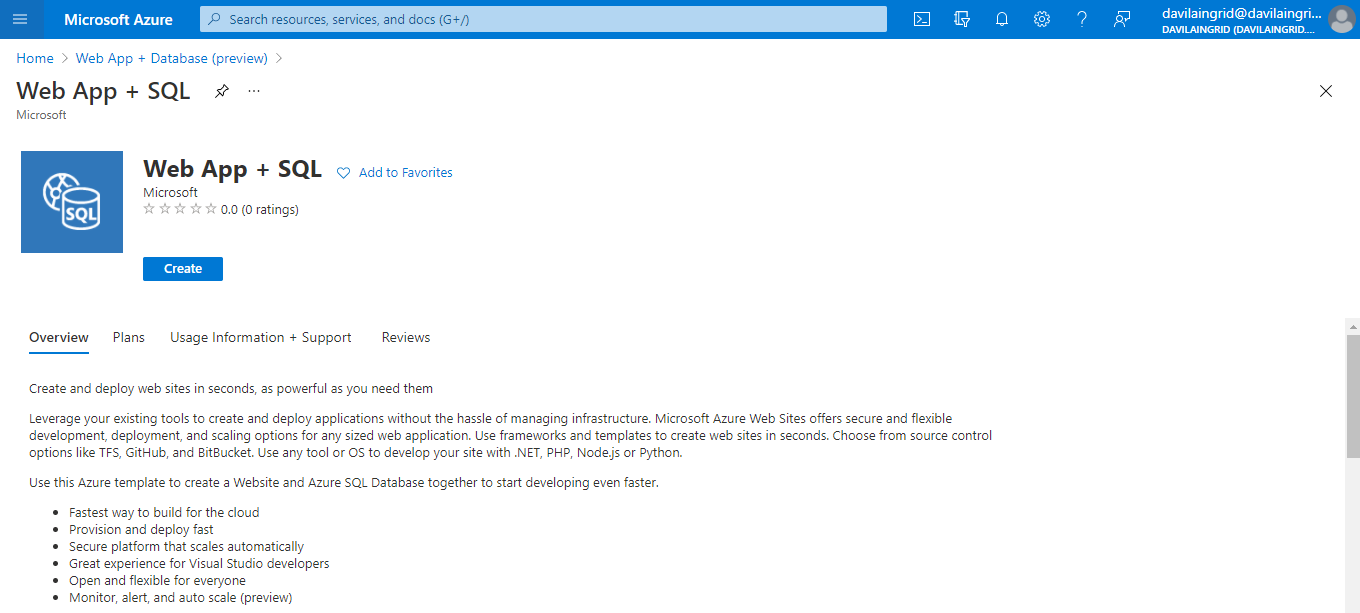 Microsoft Azure
Search resources, services, and docs (G+/)
davilaingrid@davilaingri...
DAVILAINGRID (DAVILAINGRID....
Home > Web App + Database (preview) >
Web App + SQL
Microsoft
SQL
Web App + SQL
Add to Favorites
Microsoft
0.0 (0 ratings)
Create
Overview Plans Usage Information + Support Reviews
Create and deploy web sites in seconds, as powerful as you need them
Leverage your existing tools to create and deploy applications without the hassle of managing infrastructure. Microsoft Azure Web Sites offers secure and flexible
development, deployment, and scaling options for any sized web application. Use frameworks and templates to create web sites in seconds. Choose from source control
options like TFS, GitHub, and BitBucket. Use any tool or OS to develop your site with .NET, PHP, Node.js or Python.
Use this Azure template to create a Website and Azure SQL Database together to start developing even faster.
• Fastest way to build for the cloud
• Provision and deploy fast
• Secure platform that scales automatically
• Great experience for Visual Studio developers
• Open and flexible for everyone
• Monitor, alert, and auto scale (preview)